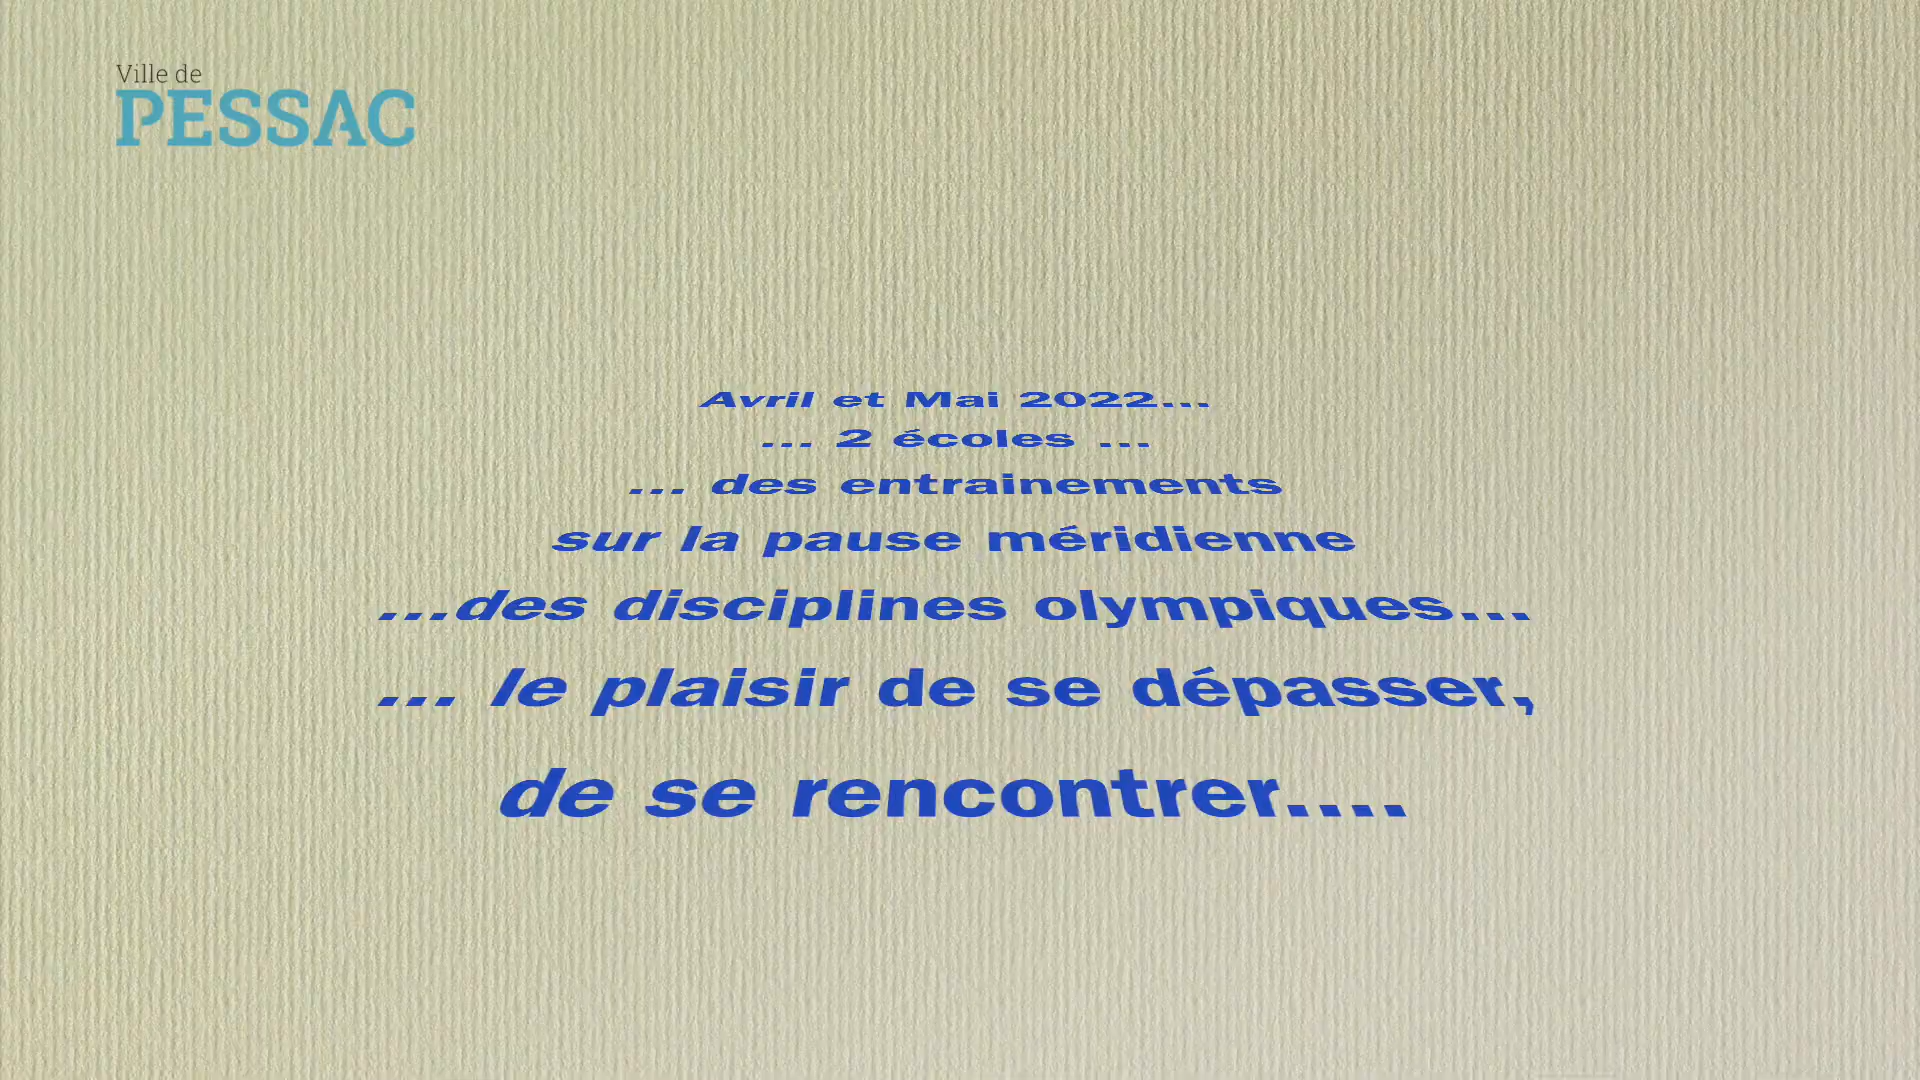 Ville de
PESSAC
Avril et Mai 2022...
... 2 écoles ...
... des entrainements
sur la pause méridienne
...des disciplines olympiques...
... le plaisir de se dépasser,
de se rencontrer....